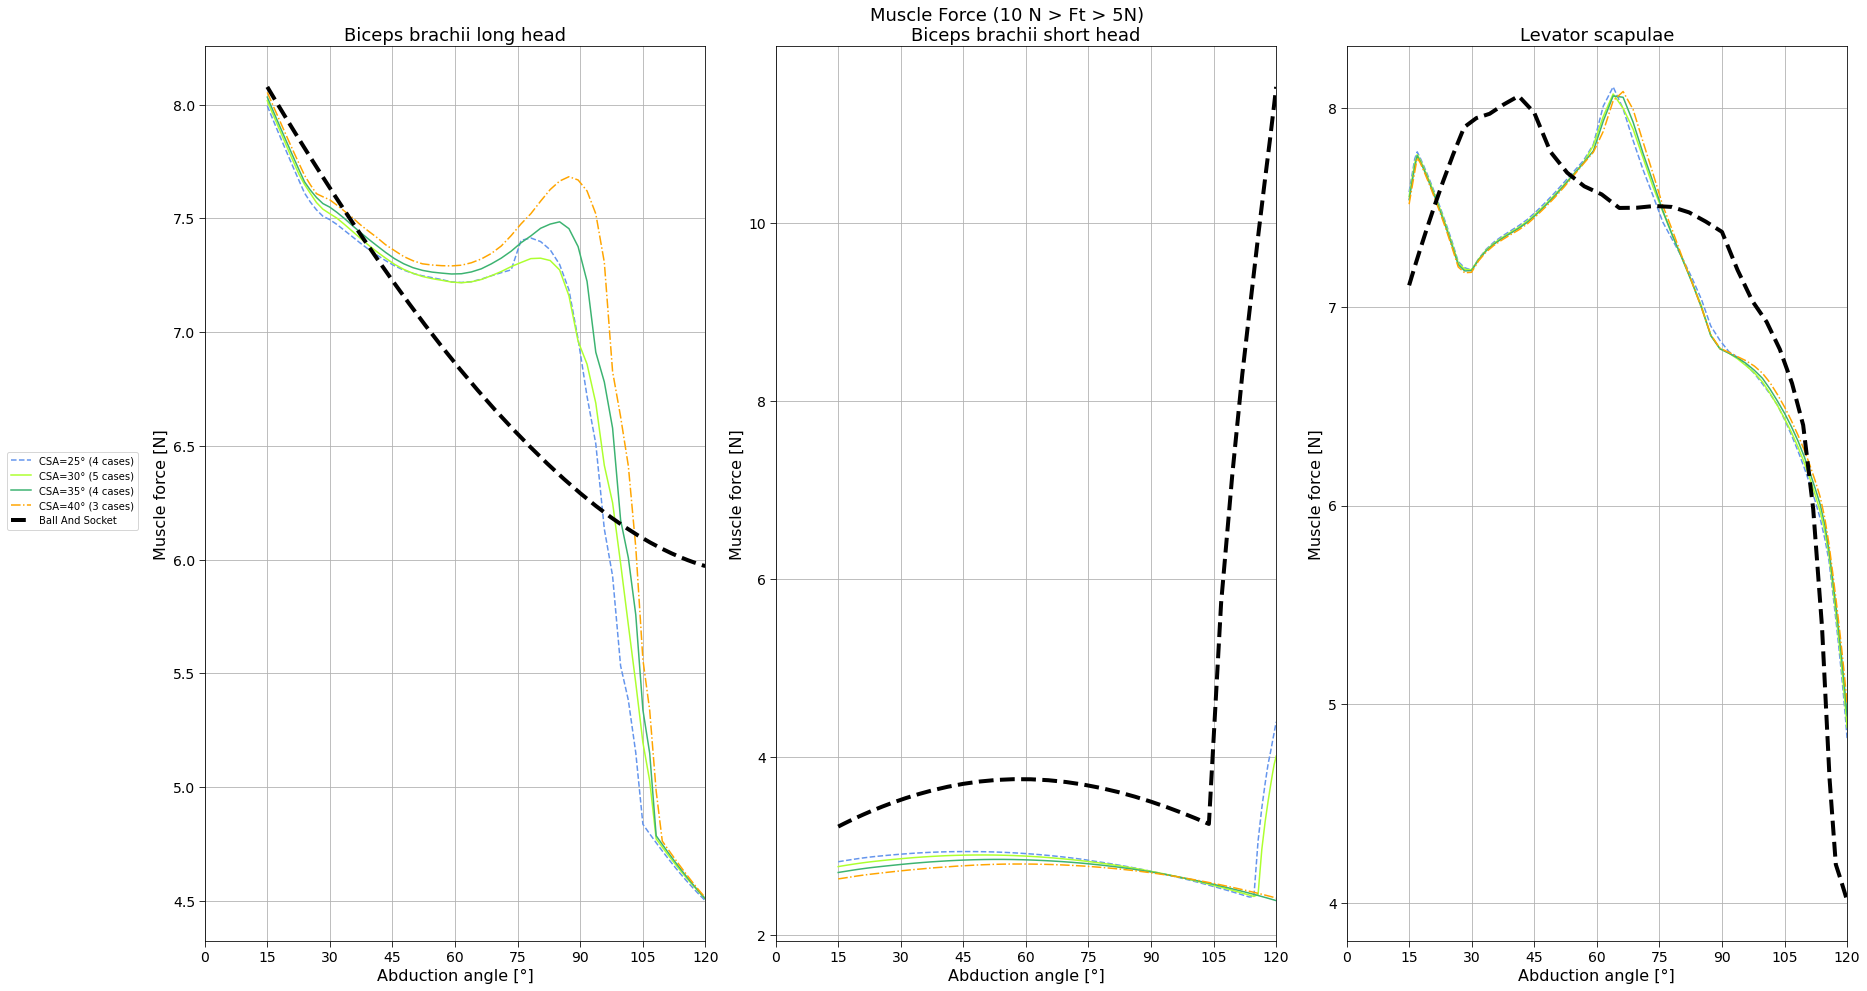 Muscle Force (10 N > Ft > 5N)
Biceps brachii long head
Biceps brachii short head
Levator scapulae
CSA=25° (4 cases)
CSA=30° (5 cases)
CSA=35° (4 cases)
CSA=40° (3 cases)
Ball And Socket
Muscle force [N]
8.0
7.5
7.0
6.5
6.0
5.5
5.0
4.5
0 15 30 45 60 75 90 105 120
Abduction angle [°]
Muscle force [N]
10
8
6
4
2
0 15 30 45 60 75 90 105 120
Abduction angle [°]
Muscle force [N]
8
7
6
5
4
0 15 30 45 60 75 90 105 120
Abduction angle [°]